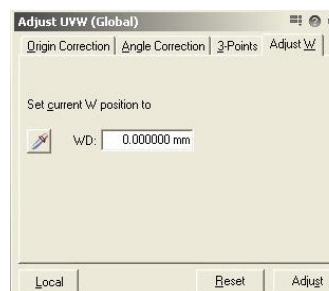 Adjust UVW (Global)
Origin Correction Angle Correction 3-Points Adjust W
Set current W position to
WD: 0.000000 mm
Local Reset Adjust